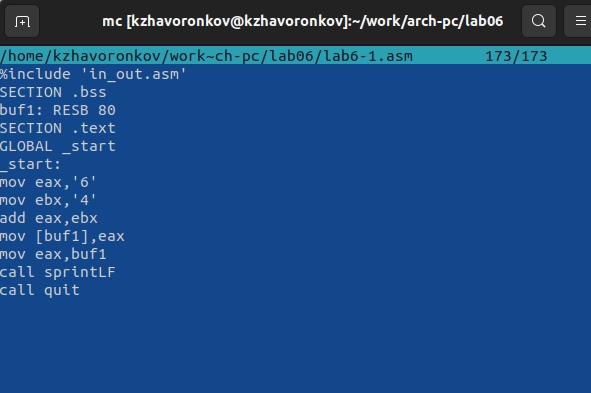 mc [kzhavoronkov@kzhavoronkov]:~/work/arch-pc/lab06
/home/kzhavoronkov/work~ch-pc/lab06/lab6-1.asm 173/173
%include 'in_out.asm'
SECTION .bss
buf1: RESB 80
SECTION .text
GLOBAL _start
_start:
mov eax,'6'
mov ebx,'4'
add eax,ebx
mov [buf1],eax
mov eax,buf1
call sprintLF
call quit